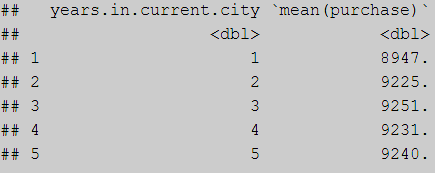 ##   years.in.current.city `mean(purchase)`
##                   <dbl>            <dbl>
## 1                     1            8947.
## 2                     2            9225.
## 3                     3            9251.
## 4                     4            9231.
## 5                     5            9240.